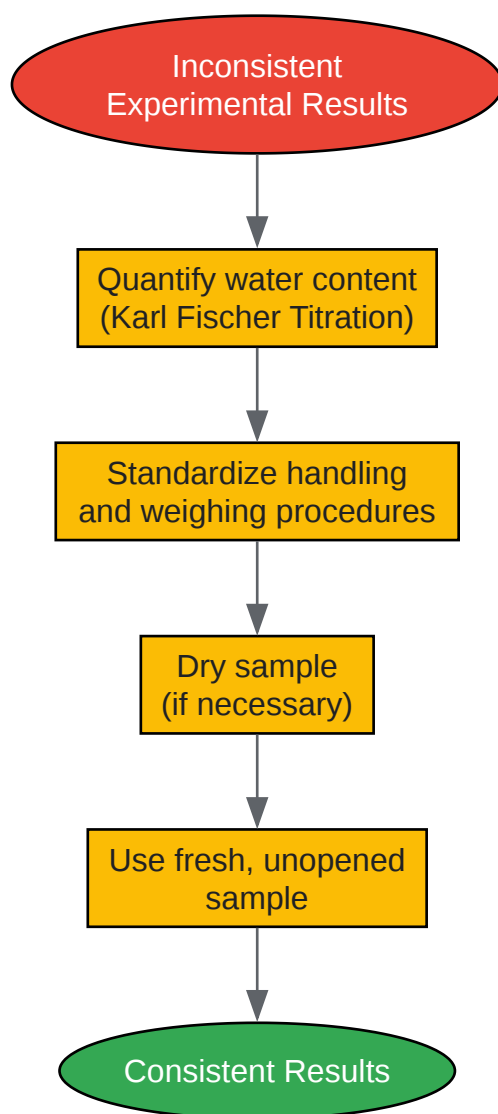 Inconsistent
Experimental Results
Quantify water content
(Karl Fischer Titration)
Standardize handling
and weighing procedures
Dry sample
(if necessary)
Use fresh, unopened
sample
Consistent Results